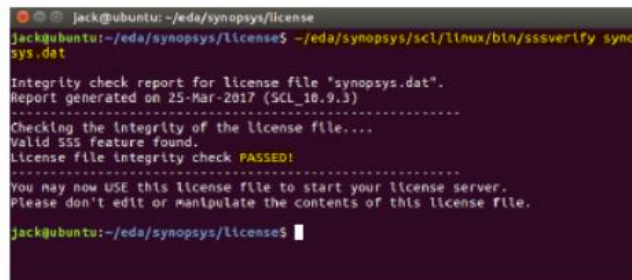 jack@ubuntu: ~/eda/synopsys/license
jack@ubuntu:~/eda/synopsys/license$ ~/eda/synopsys/scl/linux/bin/sssverify syno
sys.dat
Integrity check report for license file "synopsys.dat".
Report generated on 25-Mar-2017 (SCL_10.9.3)
-----------------------------------------------------------
Checking the integrity of the license file....
Valid SSS feature found.
License file integrity check PASSED!
-----------------------------------------------------------
You may now USE this license file to start your license server.
Please don't edit or manipulate the contents of this license file.
jack@ubuntu:~/eda/synopsys/license$